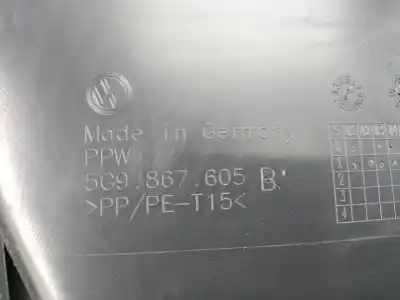 Made in Germany
PPW
5G9.867.605 B
>PP/PE-T15<